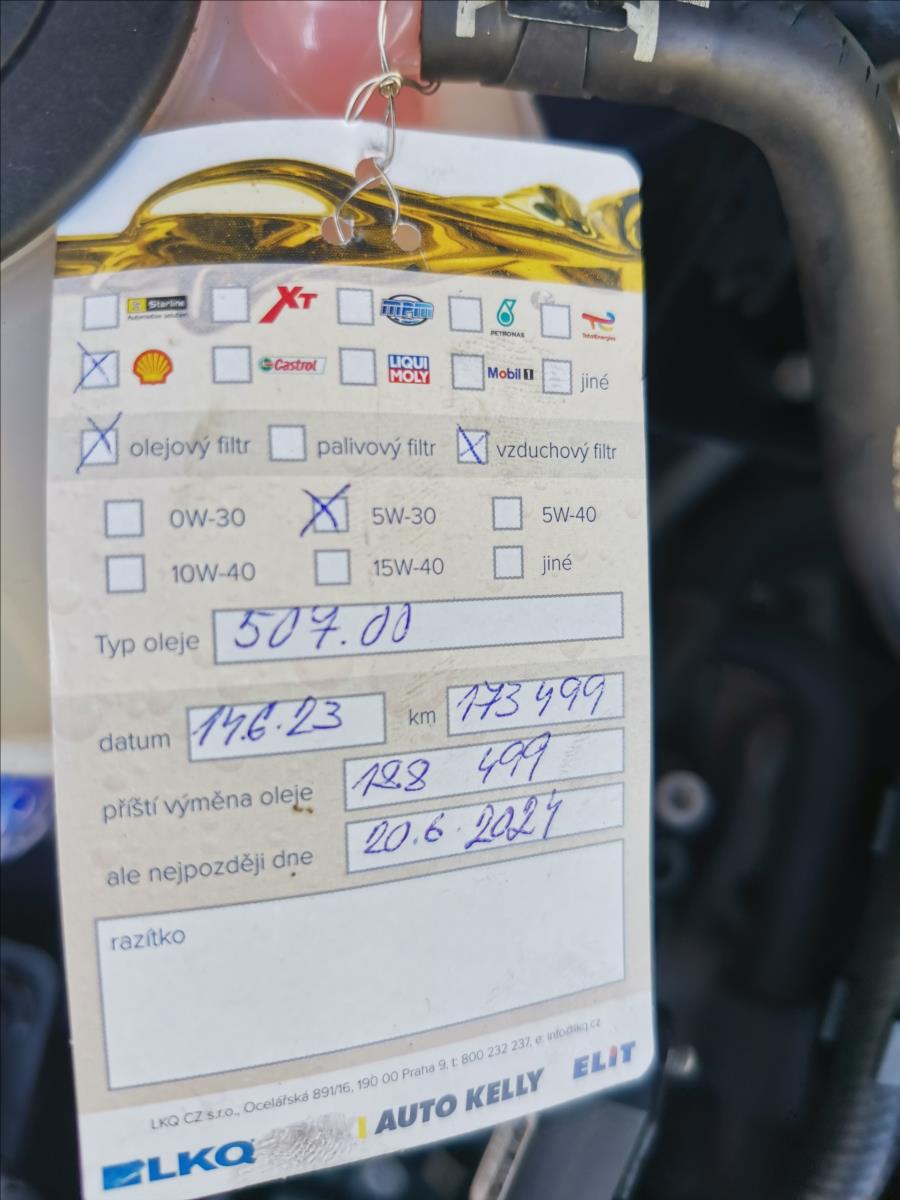 Starline
Automotive solution
XT
MPM
PETRONAS
TotalEnergies
Castrol
LIQUI
MOLY
Mobil 1
jiné
olejový filtr
palivový filtr
vzduchový filtr
0W-30
5W-30
5W-40
10W-40
15W-40
jiné
Typ oleje 507.00
datum 14.6.23 km 173 499
příští výměna oleje 188 499
ale nejpozději dne 20.6.2024
razítko
LKQ CZ s.r.o., Ocelářská 891/16, 190 00 Praha 9, t: 800 232 237, e: info@lkq.cz
LKQ AUTO KELLY ELIT